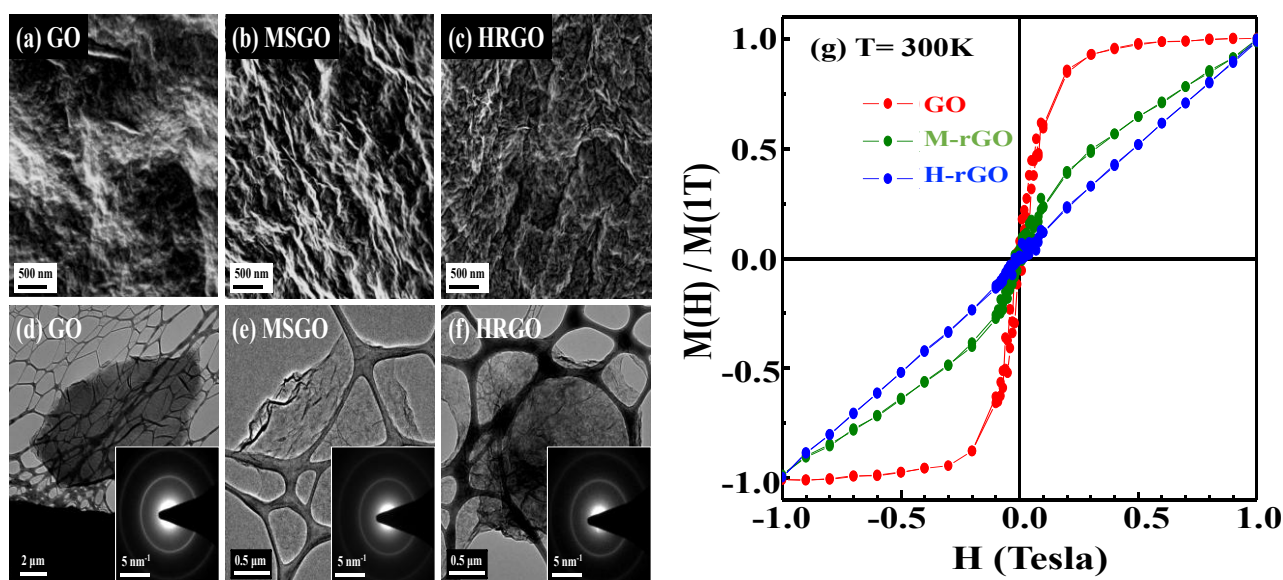 (a) GO
500 nm
(b) MSGO
500 nm
(c) HRGO
500 nm
(d) GO
2 μm
5 nm-1
(e) MSGO
0.5 μm
5 nm-1
(f) HRGO
0.5 μm
5 nm-1
(g) T= 300K
GO
M-rGO
H-rGO
M(H) / M(1T)
1.0
0.5
0.0
-0.5
-1.0
-1.0 -0.5 0.0 0.5 1.0
H (Tesla)